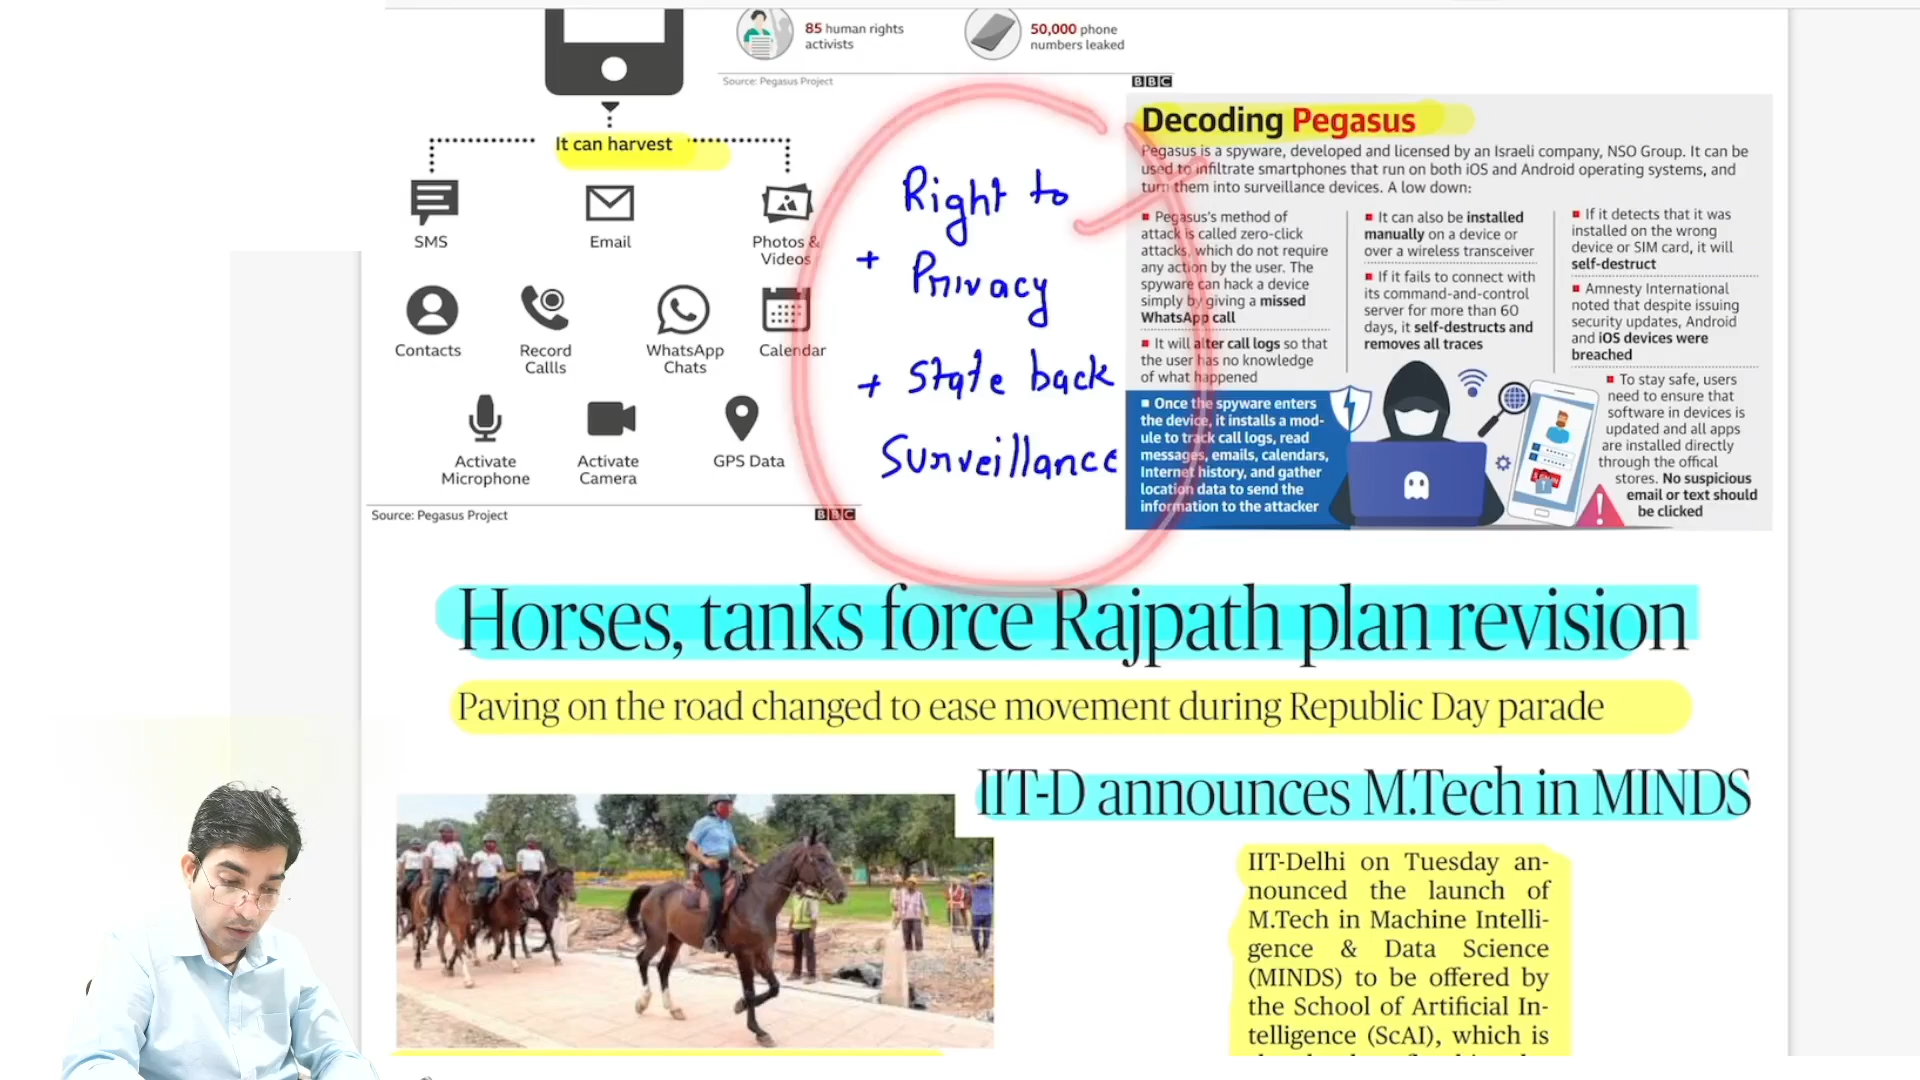 85 human rights
activists
50,000 phone
numbers leaked
Source: Pegasus Project
BBC
It can harvest
SMS
Email
Photos &
Videos
Contacts
Record
Callls
WhatsApp
Chats
Calendar
Activate
Microphone
Activate
Camera
GPS Data
Source: Pegasus Project
BBC
Right to
+ Privacy
+ State back
Surveillance
Decoding Pegasus
Pegasus is a spyware, developed and licensed by an Israeli company, NSO Group. It can be
used to infiltrate smartphones that run on both iOS and Android operating systems, and
turn them into surveillance devices. A low down:
Pegasus's method of
attack is called zero-click
attacks, which do not require
any action by the user. The
spyware can hack a device
simply by giving a missed
WhatsApp call
It will alter call logs so that
the user has no knowledge
of what happened
Once the spyware enters
the device, it installs a mod-
ule to track call logs, read
messages, emails, calendars,
Internet history, and gather
location data to send the
information to the attacker
It can also be installed
manually on a device or
over a wireless transceiver
If it fails to connect with
its command-and-control
server for more than 60
days, it self-destructs and
removes all traces
If it detects that it was
installed on the wrong
device or SIM card, it will
self-destruct
Amnesty International
noted that despite issuing
security updates, Android
and iOS devices were
breached
To stay safe, users
need to ensure that
software in devices is
updated and all apps
are installed directly
through the offical
stores. No suspicious
email or text should
be clicked
Horses, tanks force Rajpath plan revision
Paving on the road changed to ease movement during Republic Day parade
IIT-D announces M.Tech in MINDS
IIT-Delhi on Tuesday an-
nounced the launch of
M.Tech in Machine Intelli-
gence & Data Science
(MINDS) to be offered by
the School of Artificial In-
telligence (ScAI), which is